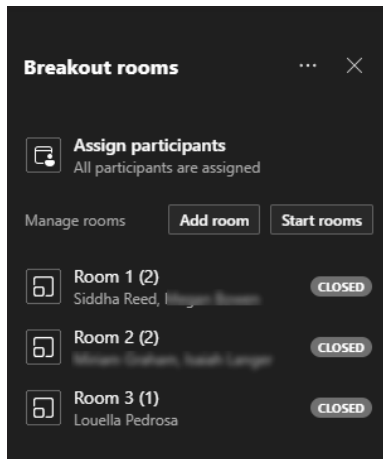 Breakout rooms
Assign participants
All participants are assigned
Manage rooms Add room Start rooms
Room 1 (2)
Siddha Reed,
CLOSED
Room 2 (2)
CLOSED
Room 3 (1)
Louella Pedrosa
CLOSED